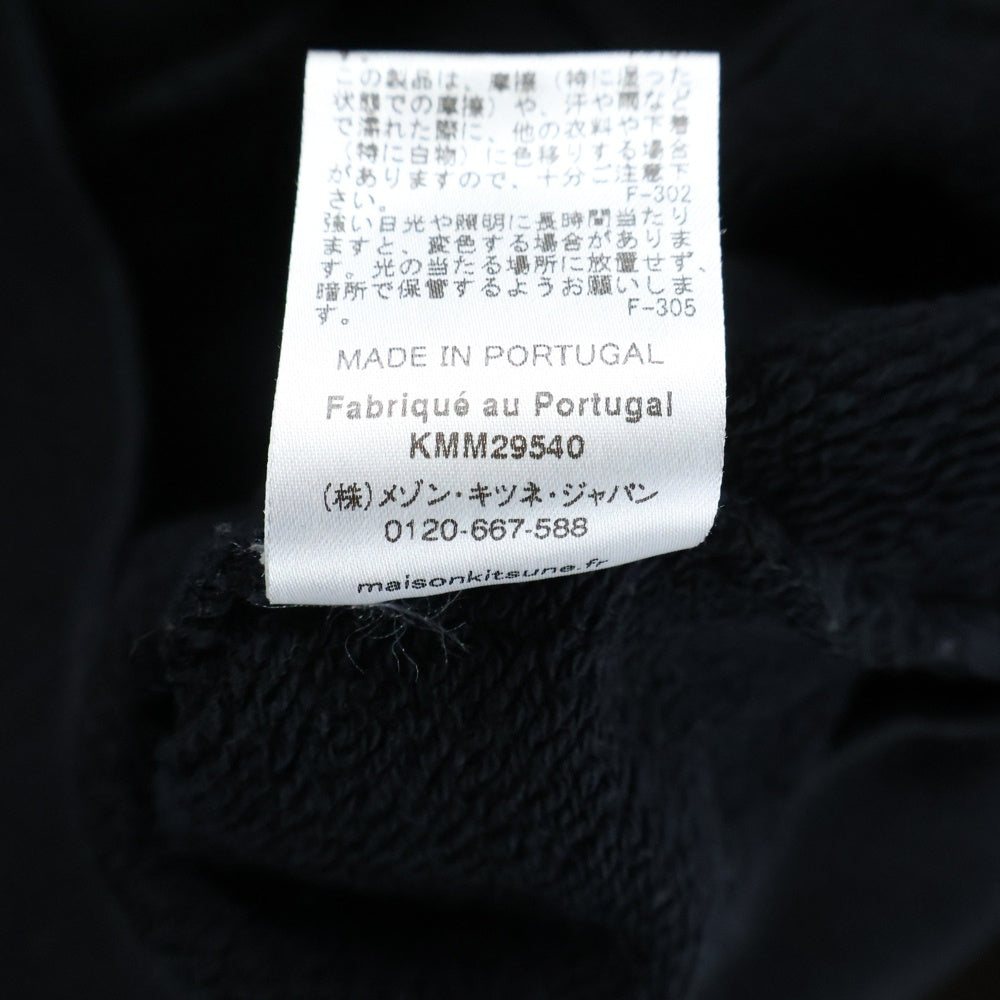 この製品は、摩擦（特に湿った
状態での摩擦）や、汗や雨など
で濡れた際に、他の衣料や下着
（特に白物）に色移りする場合
がありますので、十分ご注意下
さい。 F-302
強い日光や照明に長時間当たり
ますと、変色する場合がありま
す。光の当たる場所に放置せず、
暗所で保管するようお願いしま
す。 F-305
MADE IN PORTUGAL
Fabriqué au Portugal
KMM29540
(株)メゾン・キツネ・ジャパン
0120-667-588
maisonkitsune.fr